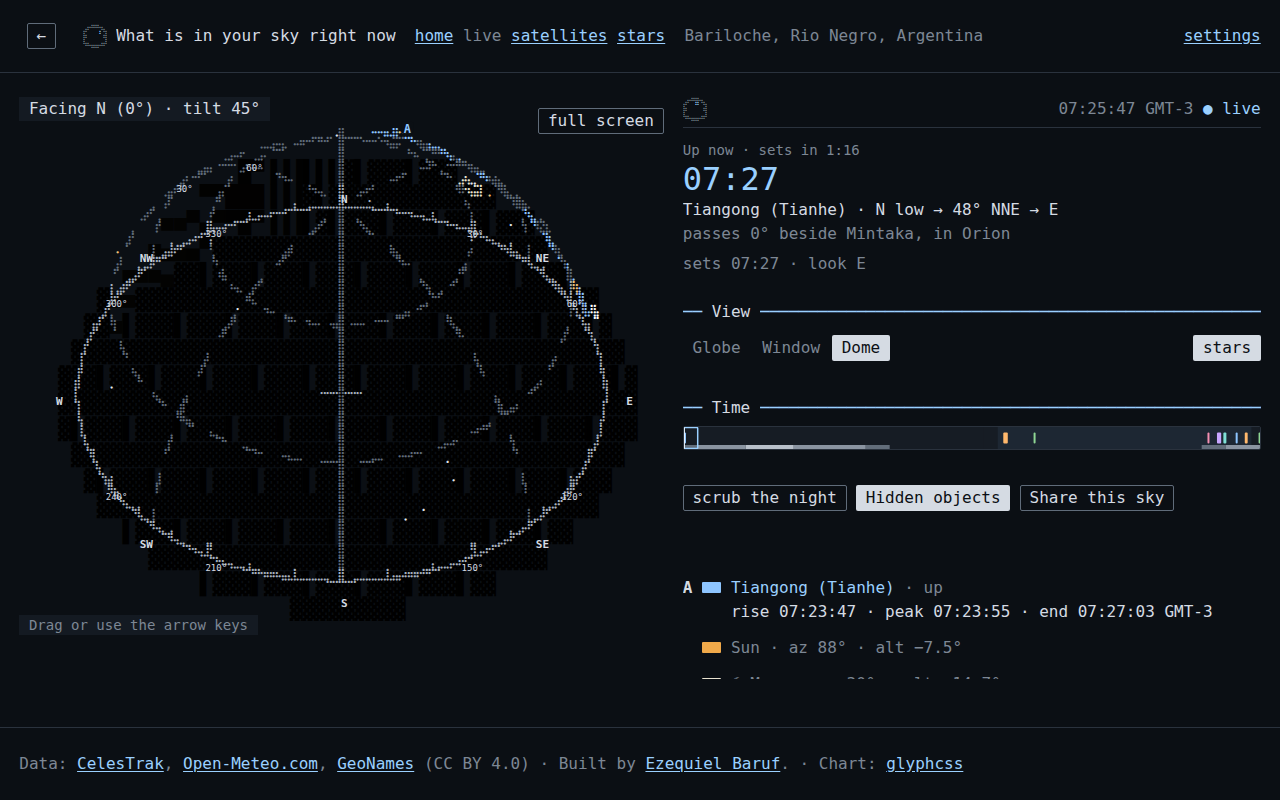 ← What is in your sky right now home live satellites stars Bariloche, Rio Negro, Argentina settings
Facing N (0°) · tilt 45°
full screen
A
60°
30°
N
330°
30°
NW
NE
300°
60°
W
E
240°
120°
SW
SE
210°
150°
S
Drag or use the arrow keys
07:25:47 GMT-3 ● live
Up now · sets in 1:16
07:27
Tiangong (Tianhe) · N low → 48° NNE → E
passes 0° beside Mintaka, in Orion
sets 07:27 · look E
View
Globe Window Dome stars
Time
scrub the night Hidden objects Share this sky
A Tiangong (Tianhe) · up
rise 07:23:47 · peak 07:23:55 · end 07:27:03 GMT-3
Sun · az 88° · alt −7.5°
Data: CelesTrak, Open-Meteo.com, GeoNames (CC BY 4.0) · Built by Ezequiel Baruf. · Chart: glyphcss